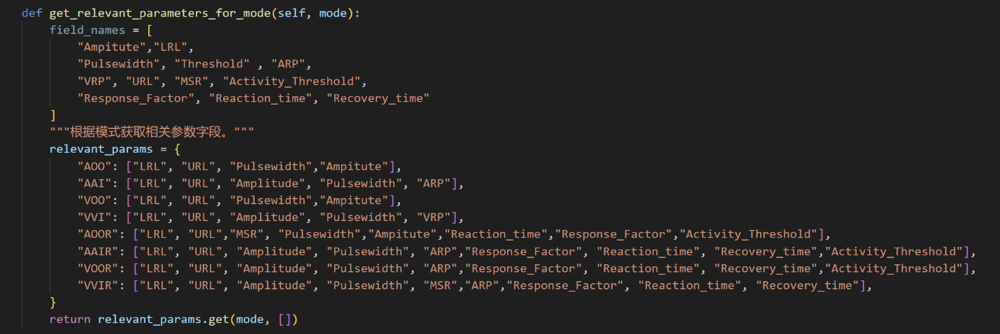 def get_relevant_parameters_for_mode(self, mode):
field_names = [
"Ampitute","LRL",
"Pulsewidth", "Threshold" , "ARP",
"VRP", "URL", "MSR", "Activity_Threshold",
"Response_Factor", "Reaction_time", "Recovery_time"
]
"""根据模式获取相关参数字段。"""
relevant_params = {
"AOO": ["LRL", "URL", "Pulsewidth","Ampitute"],
"AAI": ["LRL", "URL", "Amplitude", "Pulsewidth", "ARP"],
"VOO": ["LRL", "URL", "Pulsewidth","Ampitute"],
"VVI": ["LRL", "URL", "Amplitude", "Pulsewidth", "VRP"],
"AOOR": ["LRL", "URL","MSR", "Pulsewidth","Ampitute","Reaction_time","Response_Factor","Activity_Threshold"],
"AAIR": ["LRL", "URL", "Amplitude", "Pulsewidth", "ARP","Response_Factor", "Reaction_time", "Recovery_time","Activity_Threshold"],
"VOOR": ["LRL", "URL", "Amplitude", "Pulsewidth", "ARP","Response_Factor", "Reaction_time", "Recovery_time","Activity_Threshold"],
"VVIR": ["LRL", "URL", "Amplitude", "Pulsewidth", "MSR","ARP","Response_Factor", "Reaction_time", "Recovery_time"],
}
return relevant_params.get(mode, [])